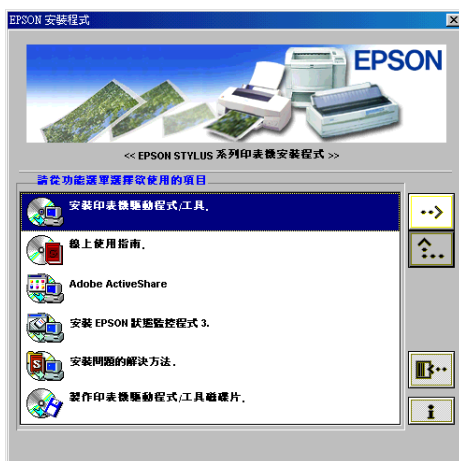 EPSON 安裝程式
EPSON
<< EPSON STYLUS 系列印表機安裝程式 >>
請從功能選單選擇欲使用的項目
安裝印表機驅動程式/工具.
線上使用指南.
Adobe ActiveShare
安裝 EPSON 狀態監控程式 3.
安裝問題的解決方法.
製作印表機驅動程式/工具磁碟片.